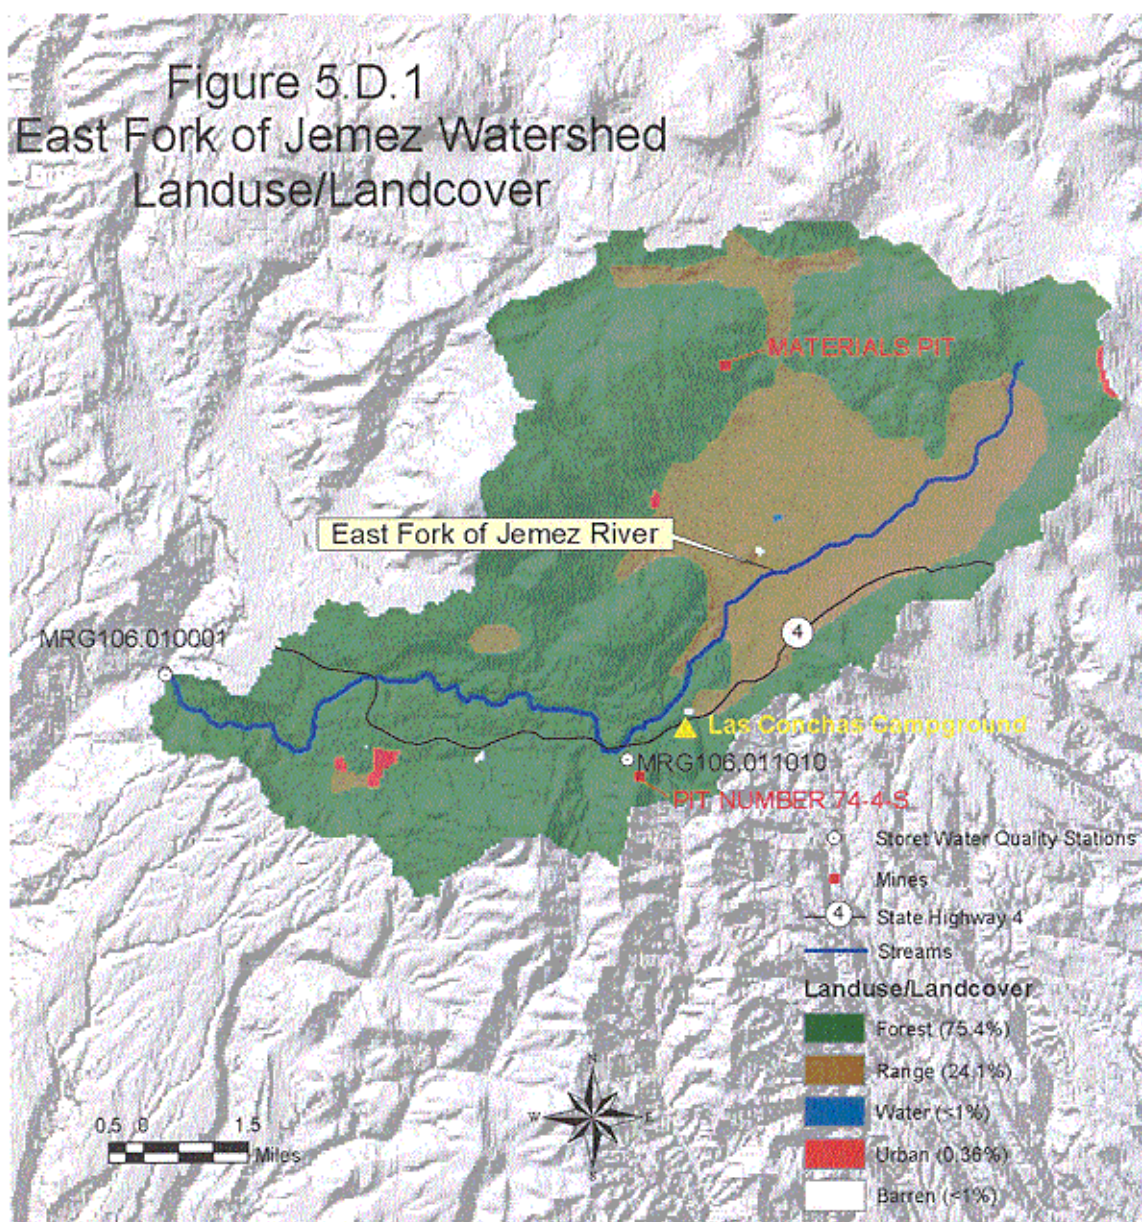 Figure 5.D.1
East Fork of Jemez Watershed
Landuse/Landcover
MATERIALS PIT
East Fork of Jemez River
MRG106.010001
4
Las Conchas Campground
MRG106.011010
PIT NUMBER 74-4-S
Storet Water Quality Stations
Mines
4 State Highway 4
Streams
Landuse/Landcover
Forest (75.4%)
Range (24.1%)
Water (<1%)
Urban (0.36%)
Barren (<1%)
0.5 0 1.5
Miles
N
W E
S